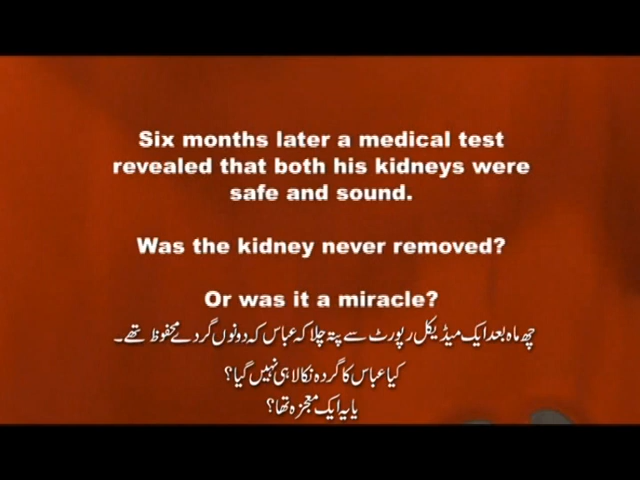 Six months later a medical test
revealed that both his kidneys were
safe and sound.
Was the kidney never removed?
Or was it a miracle?
چھ ماہ بعد ایک میڈیکل رپورٹ سے پتہ چلا کہ عباس کہ دونوں گردے محفوظ تھے۔
کیا عباس کا گردہ نکالا ہی نہیں گیا؟
یا یہ ایک معجزہ تھا؟